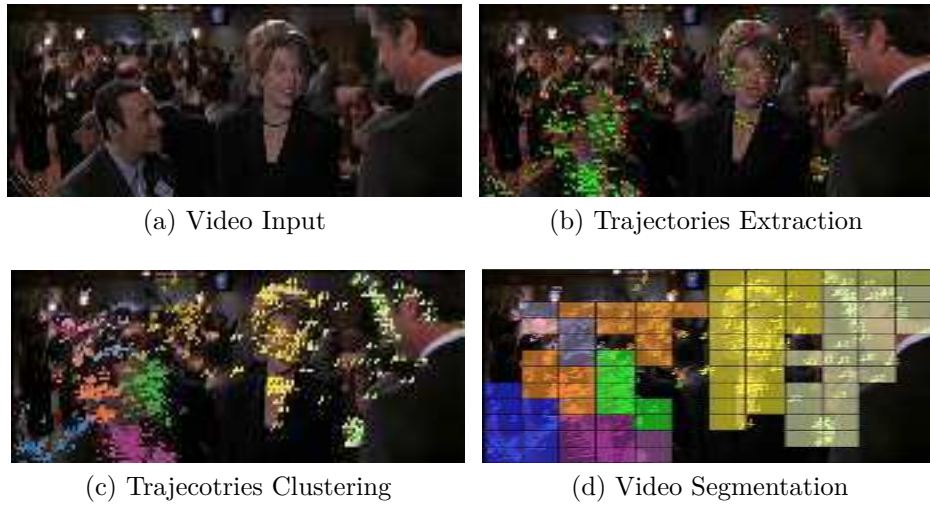 (a) Video Input
(b) Trajectories Extraction
(c) Trajecotries Clustering
(d) Video Segmentation